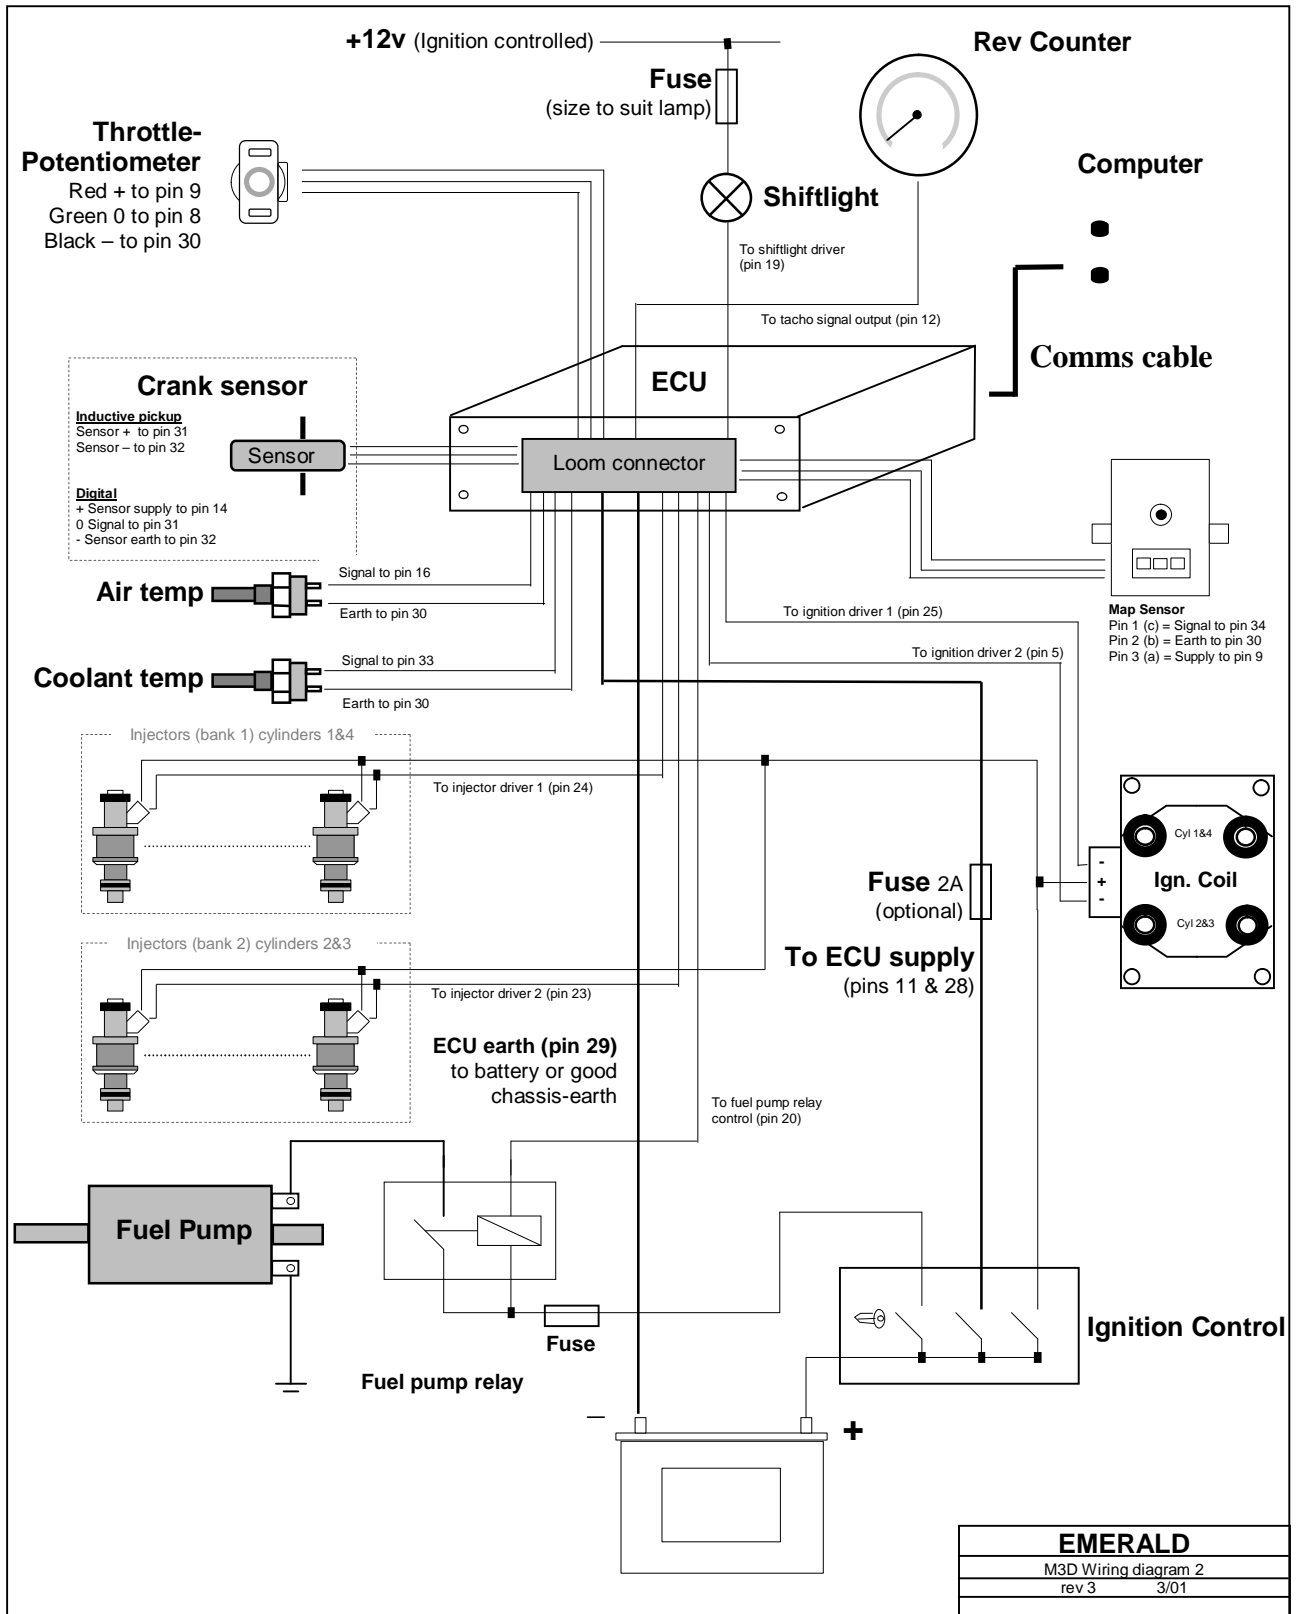 +12v (Ignition controlled)
Rev Counter
Fuse
(size to suit lamp)
Throttle-
Potentiometer
Red + to pin 9
Green 0 to pin 8
Black – to pin 30
Computer
Shiftlight
To shiftlight driver
(pin 19)
To tacho signal output (pin 12)
Comms cable
ECU
Crank sensor
Inductive pickup
Sensor + to pin 31
Sensor – to pin 32
Sensor
Loom connector
Digital
+ Sensor supply to pin 14
0 Signal to pin 31
- Sensor earth to pin 32
Air temp
Signal to pin 16
Earth to pin 30
To ignition driver 1 (pin 25)
Map Sensor
Pin 1 (c) = Signal to pin 34
Pin 2 (b) = Earth to pin 30
Pin 3 (a) = Supply to pin 9
To ignition driver 2 (pin 5)
Coolant temp
Signal to pin 33
Earth to pin 30
Injectors (bank 1) cylinders 1&4
To injector driver 1 (pin 24)
Cyl 1&4
-
+
-
Ign. Coil
Cyl 2&3
Fuse 2A
(optional)
To ECU supply
(pins 11 & 28)
Injectors (bank 2) cylinders 2&3
To injector driver 2 (pin 23)
ECU earth (pin 29)
to battery or good
chassis-earth
To fuel pump relay
control (pin 20)
Fuel Pump
Fuse
Ignition Control
Fuel pump relay
–
+
EMERALD
M3D Wiring diagram 2
rev 3 3/01